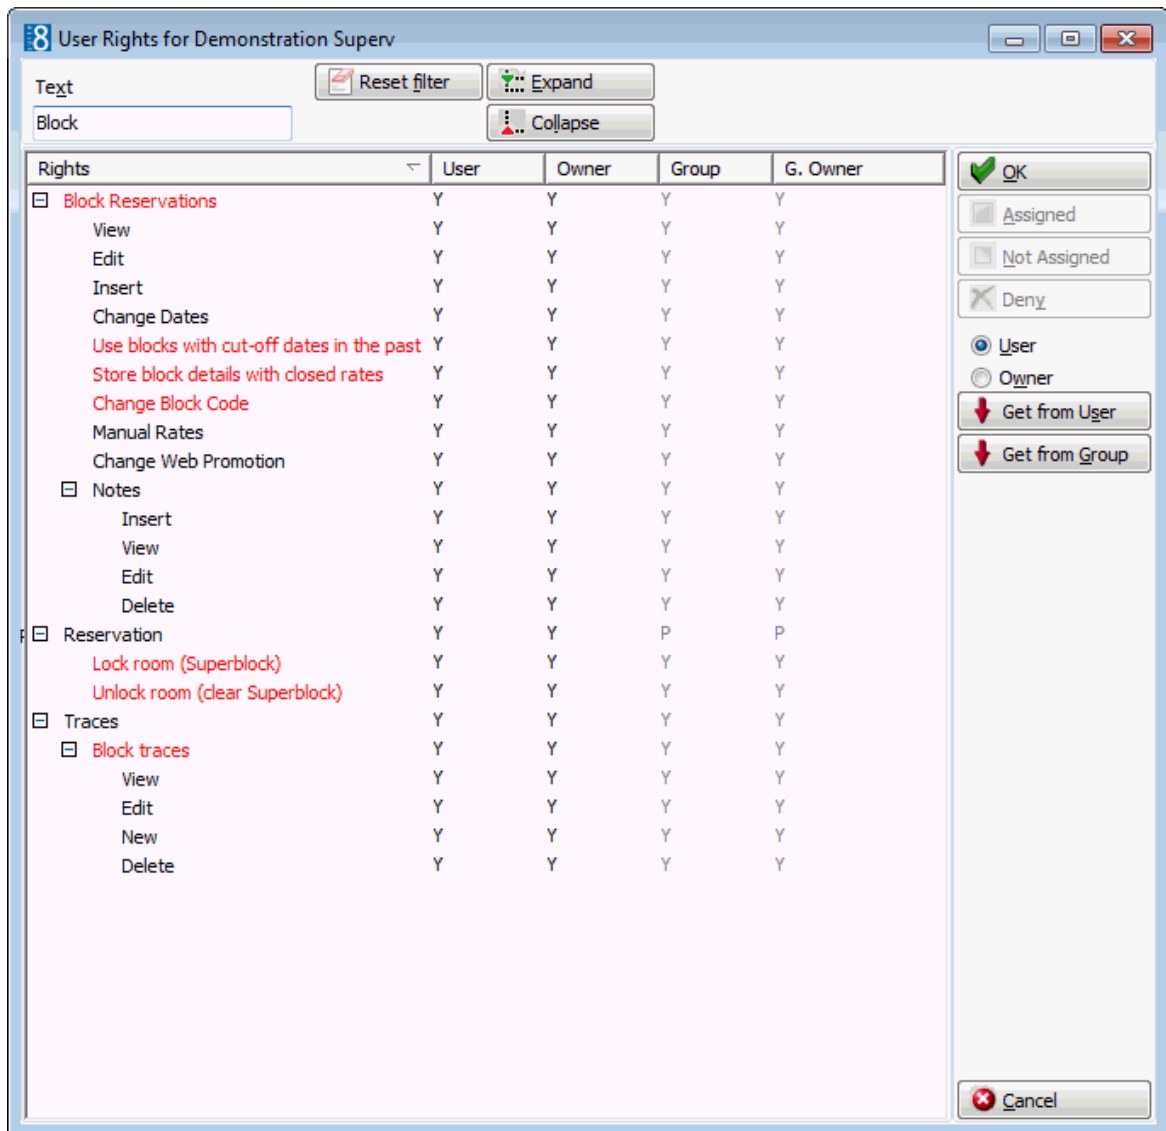 8 User Rights for Demonstration Superv
Text
Reset filter
Expand
Block
Collapse
Rights User Owner Group G. Owner
Block Reservations Y Y Y Y
View Y Y Y Y
Edit Y Y Y Y
Insert Y Y Y Y
Change Dates Y Y Y Y
Use blocks with cut-off dates in the past Y Y Y Y
Store block details with closed rates Y Y Y Y
Change Block Code Y Y Y Y
Manual Rates Y Y Y Y
Change Web Promotion Y Y Y Y
Notes Y Y Y Y
Insert Y Y Y Y
View Y Y Y Y
Edit Y Y Y Y
Delete Y Y Y Y
Reservation Y Y P P
Lock room (Superblock) Y Y Y Y
Unlock room (clear Superblock) Y Y Y Y
Traces Y Y Y Y
Block traces Y Y Y Y
View Y Y Y Y
Edit Y Y Y Y
New Y Y Y Y
Delete Y Y Y Y
OK
Assigned
Not Assigned
Deny
User
Owner
Get from User
Get from Group
Cancel